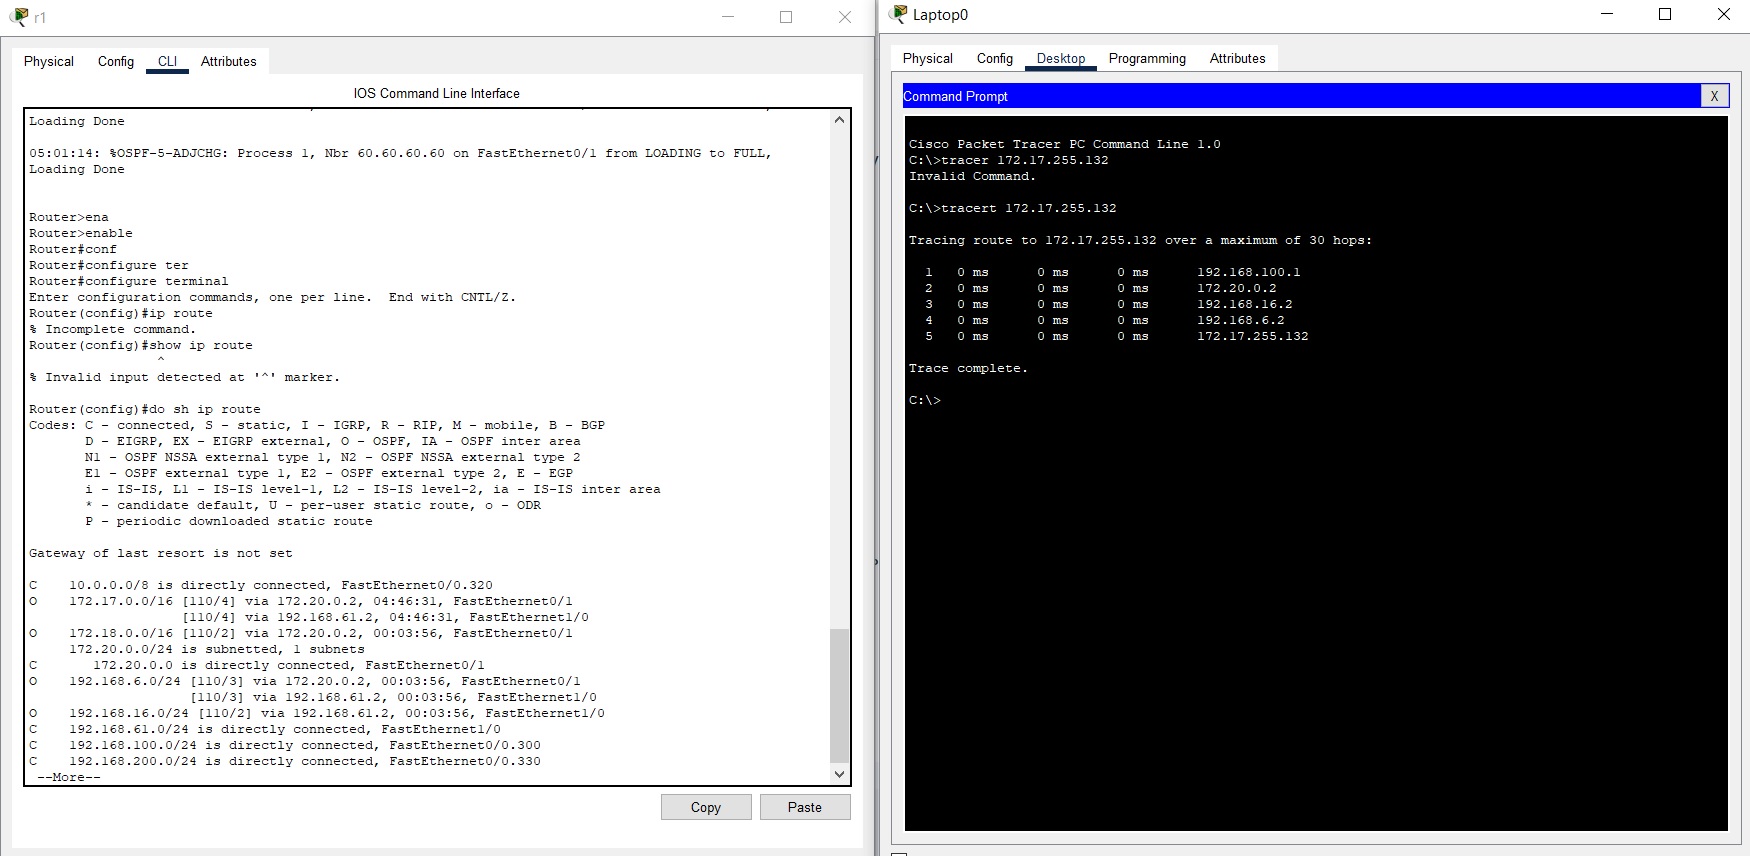 r1
Physical Config CLI Attributes
IOS Command Line Interface
Loading Done
05:01:14: %OSPF-5-ADJCHG: Process 1, Nbr 60.60.60.60 on FastEthernet0/1 from LOADING to FULL,
Loading Done
Router>ena
Router>enable
Router#conf
Router#configure ter
Router#configure terminal
Enter configuration commands, one per line.  End with CNTL/Z.
Router(config)#ip route
% Incomplete command.
Router(config)#show ip route
^
% Invalid input detected at '^' marker.
Router(config)#do sh ip route
Codes: C - connected, S - static, I - IGRP, R - RIP, M - mobile, B - BGP
D - EIGRP, EX - EIGRP external, O - OSPF, IA - OSPF inter area
N1 - OSPF NSSA external type 1, N2 - OSPF NSSA external type 2
E1 - OSPF external type 1, E2 - OSPF external type 2, E - EGP
i - IS-IS, L1 - IS-IS level-1, L2 - IS-IS level-2, ia - IS-IS inter area
* - candidate default, U - per-user static route, o - ODR
P - periodic downloaded static route
Gateway of last resort is not set
C    10.0.0.0/8 is directly connected, FastEthernet0/0.320
O    172.17.0.0/16 [110/4] via 172.20.0.2, 04:46:31, FastEthernet0/1
[110/4] via 192.168.61.2, 04:46:31, FastEthernet1/0
O    172.18.0.0/16 [110/2] via 172.20.0.2, 00:03:56, FastEthernet0/1
172.20.0.0/24 is subnetted, 1 subnets
C       172.20.0.0 is directly connected, FastEthernet0/1
O    192.168.6.0/24 [110/3] via 172.20.0.2, 00:03:56, FastEthernet0/1
[110/3] via 192.168.61.2, 00:03:56, FastEthernet1/0
O    192.168.16.0/24 [110/2] via 192.168.61.2, 00:03:56, FastEthernet1/0
C    192.168.61.0/24 is directly connected, FastEthernet1/0
C    192.168.100.0/24 is directly connected, FastEthernet0/0.300
C    192.168.200.0/24 is directly connected, FastEthernet0/0.330
--More--
Copy Paste
Laptop0
Physical Config Desktop Programming Attributes
Command Prompt X
Cisco Packet Tracer PC Command Line 1.0
C:\>tracer 172.17.255.132
Invalid Command.
C:\>tracert 172.17.255.132
Tracing route to 172.17.255.132 over a maximum of 30 hops:
1   0 ms      0 ms      0 ms      192.168.100.1
2   0 ms      0 ms      0 ms      172.20.0.2
3   0 ms      0 ms      0 ms      192.168.16.2
4   0 ms      0 ms      0 ms      192.168.6.2
5   0 ms      0 ms      0 ms      172.17.255.132
Trace complete.
C:\>